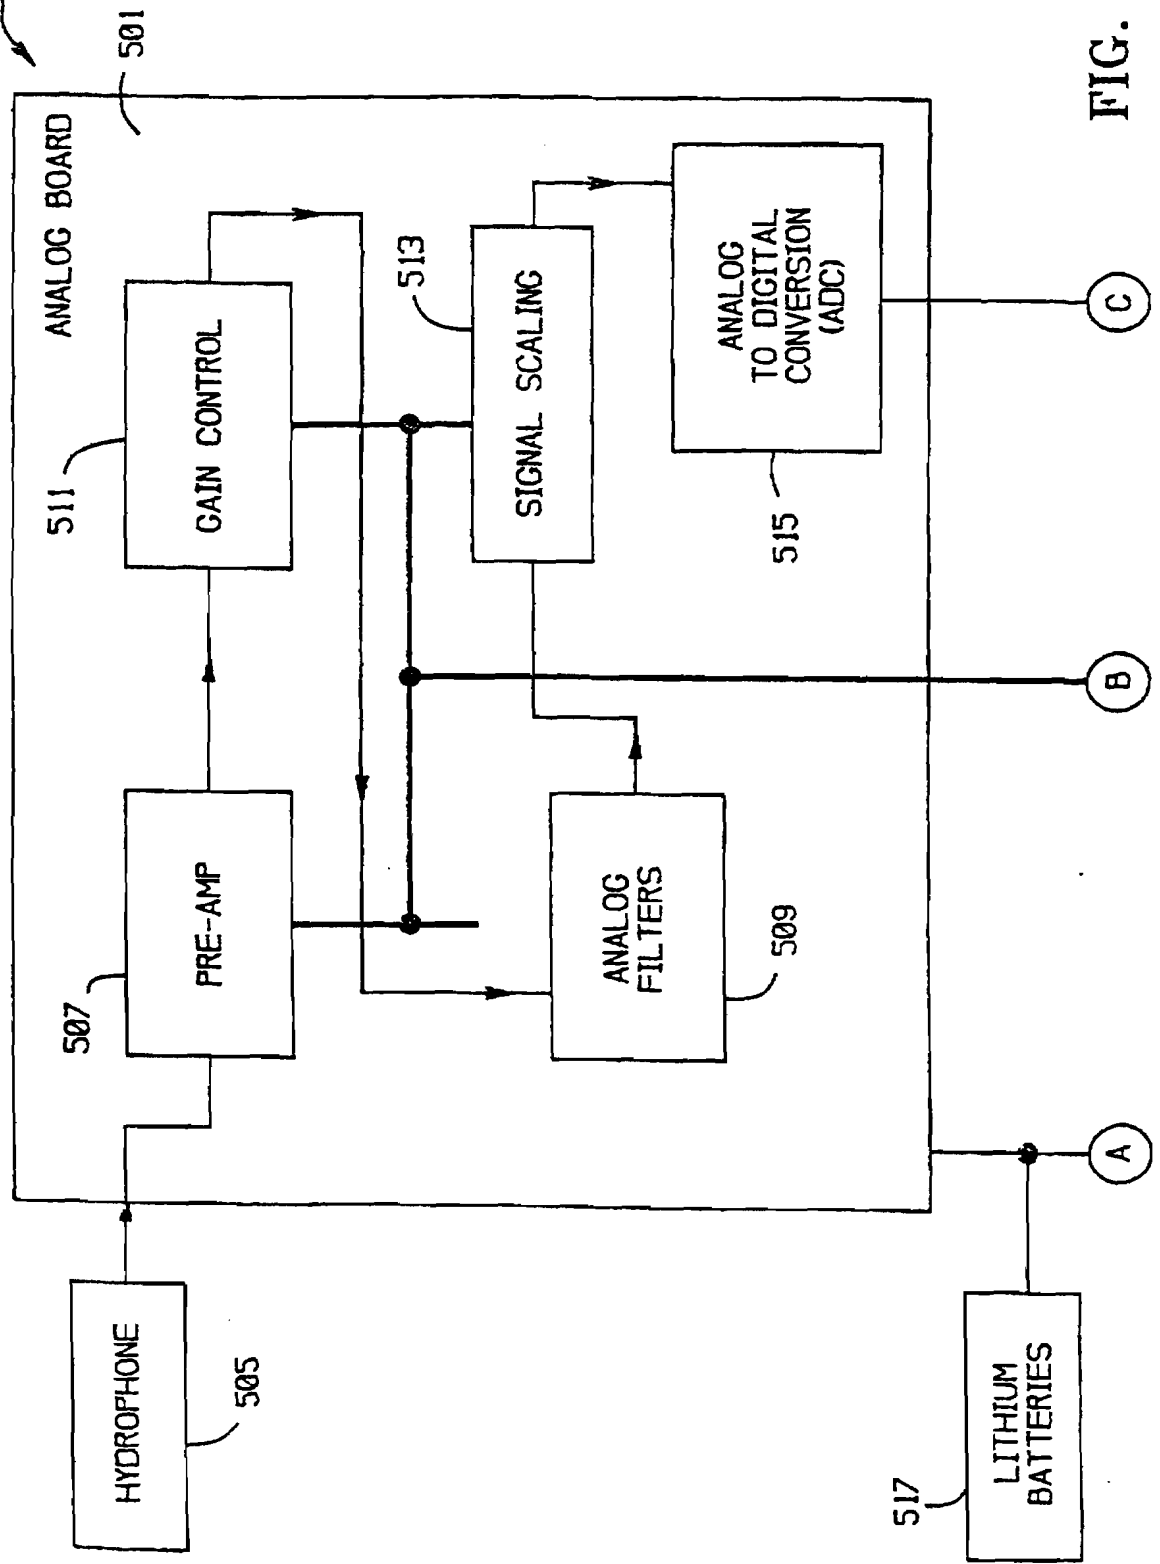 501
ANALOG BOARD
511
GAIN CONTROL
513
SIGNAL SCALING
ANALOG
TO DIGITAL
CONVERSION
(ADC)
515
507
PRE-AMP
ANALOG
FILTERS
509
HYDROPHONE
505
517
LITHIUM
BATTERIES
A
B
C
FIG.